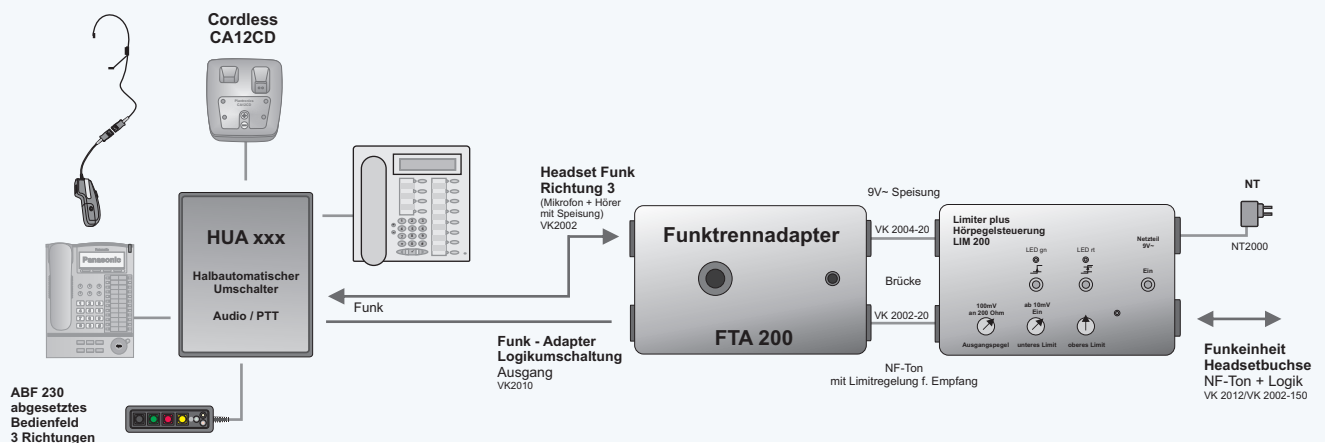 Cordless
CA12CD
Panasonic
CA12CD
Panasonic
HUA xxx
Halbautomatischer
Umschalter
Audio / PTT
ABF 230
abgesetztes
Bedienfeld
3 Richtungen
Headset Funk
Richtung 3
(Mikrofon + Hörer
mit Speisung)
VK2002
Funk
Funk - Adapter
Logikumschaltung
Ausgang
VK2010
Funktrennadapter
FTA 200
9V~ Speisung
VK 2004-20
Brücke
VK 2002-20
NF-Ton
mit Limitregelung f. Empfang
Limiter plus
Hörpegelsteuerung
LIM 200
LED gn
LED rt
Netzteil
9V~
Ein
100mV
an 200 Ohm
ab 10mV
Ein
Ausgangspegel
unteres Limit
oberes Limit
NT
NT2000
Funkeinheit
Headsetbuchse
NF-Ton + Logik
VK 2012/VK 2002-150